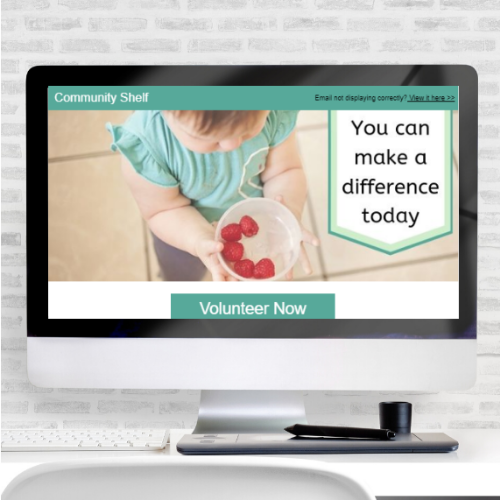 Community Shelf
Email not displaying correctly? View it here >>
You can
make a
difference
today
Volunteer Now